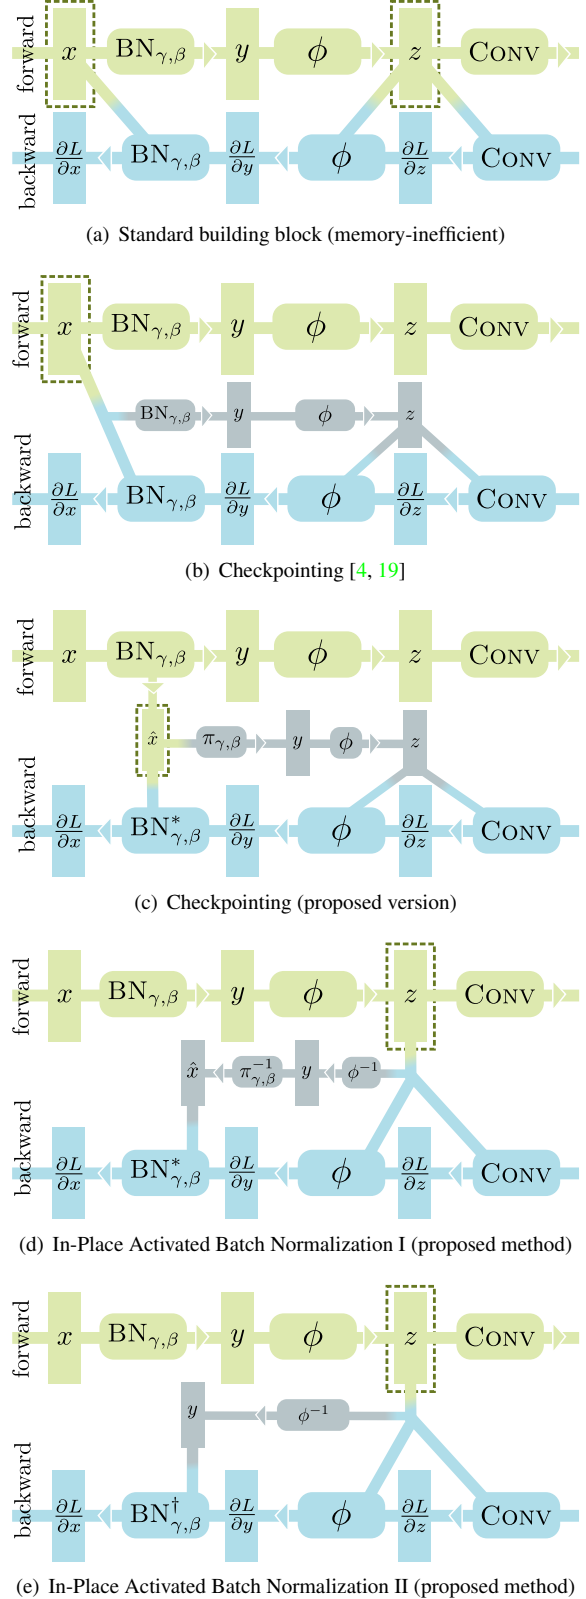 forward x BN_{γ,β} y ϕ z CONV
backward ∂L/∂x BN_{γ,β} ∂L/∂y ϕ ∂L/∂z CONV
(a) Standard building block (memory-inefficient)
forward x BN_{γ,β} y ϕ z CONV
BN_{γ,β} y ϕ z
backward ∂L/∂x BN_{γ,β} ∂L/∂y ϕ ∂L/∂z CONV
(b) Checkpointing [4, 19]
forward x BN_{γ,β} y ϕ z CONV
x̂ π_{γ,β} y ϕ z
backward ∂L/∂x BN*_{γ,β} ∂L/∂y ϕ ∂L/∂z CONV
(c) Checkpointing (proposed version)
forward x BN_{γ,β} y ϕ z CONV
x̂ π^{-1}_{γ,β} y ϕ^{-1}
backward ∂L/∂x BN*_{γ,β} ∂L/∂y ϕ ∂L/∂z CONV
(d) In-Place Activated Batch Normalization I (proposed method)
forward x BN_{γ,β} y ϕ z CONV
y ϕ^{-1}
backward ∂L/∂x BN†_{γ,β} ∂L/∂y ϕ ∂L/∂z CONV
(e) In-Place Activated Batch Normalization II (proposed method)